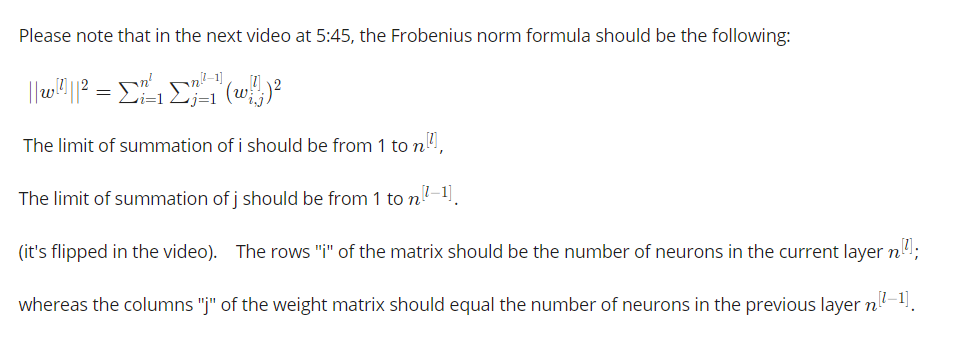 Please note that in the next video at 5:45, the Frobenius norm formula should be the following:
$||w^{[l]}||^2 = \sum_{i=1}^{n^l} \sum_{j=1}^{n^{[l-1]}} (w_{i,j}^{[l]})^2$
The limit of summation of i should be from 1 to $n^{[l]}$,
The limit of summation of j should be from 1 to $n^{[l-1]}$.
(it's flipped in the video). The rows "i" of the matrix should be the number of neurons in the current layer $n^{[l]}$;
whereas the columns "j" of the weight matrix should equal the number of neurons in the previous layer $n^{[l-1]}$.